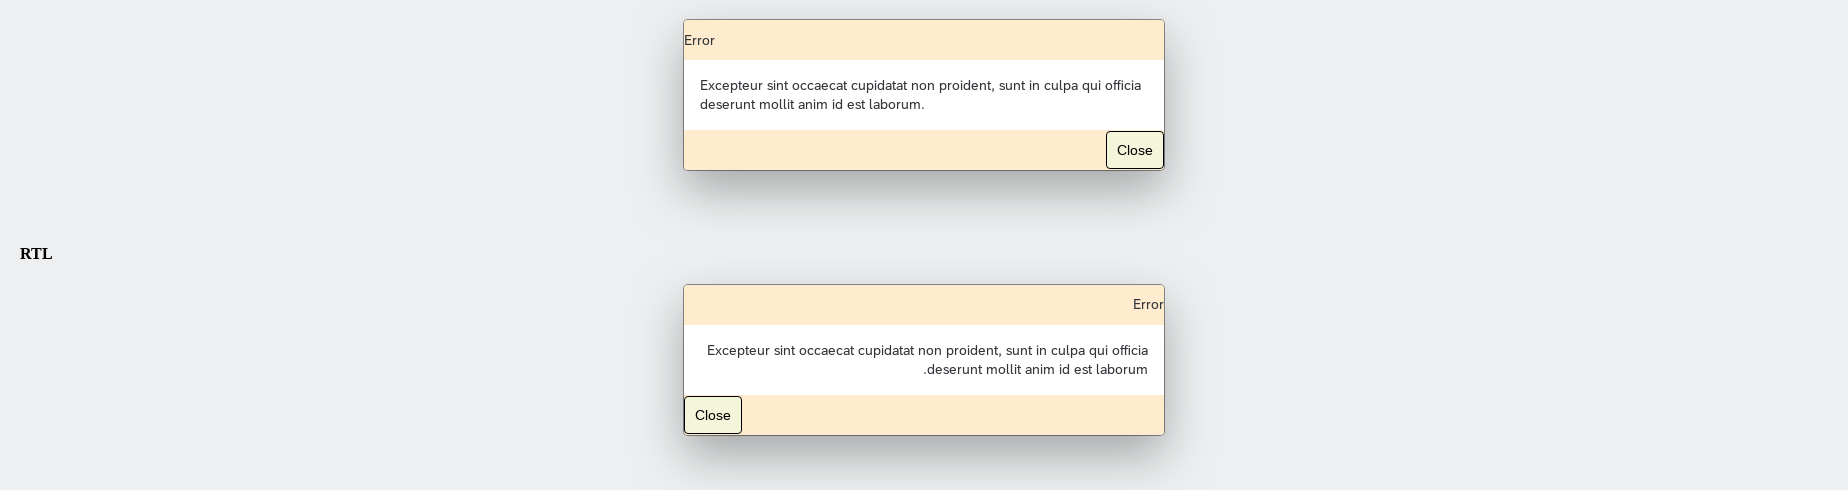 Error
Excepteur sint occaecat cupidatat non proident, sunt in culpa qui officia
deserunt mollit anim id est laborum.
Close
RTL
Error
Excepteur sint occaecat cupidatat non proident, sunt in culpa qui officia
.deserunt mollit anim id est laborum
Close